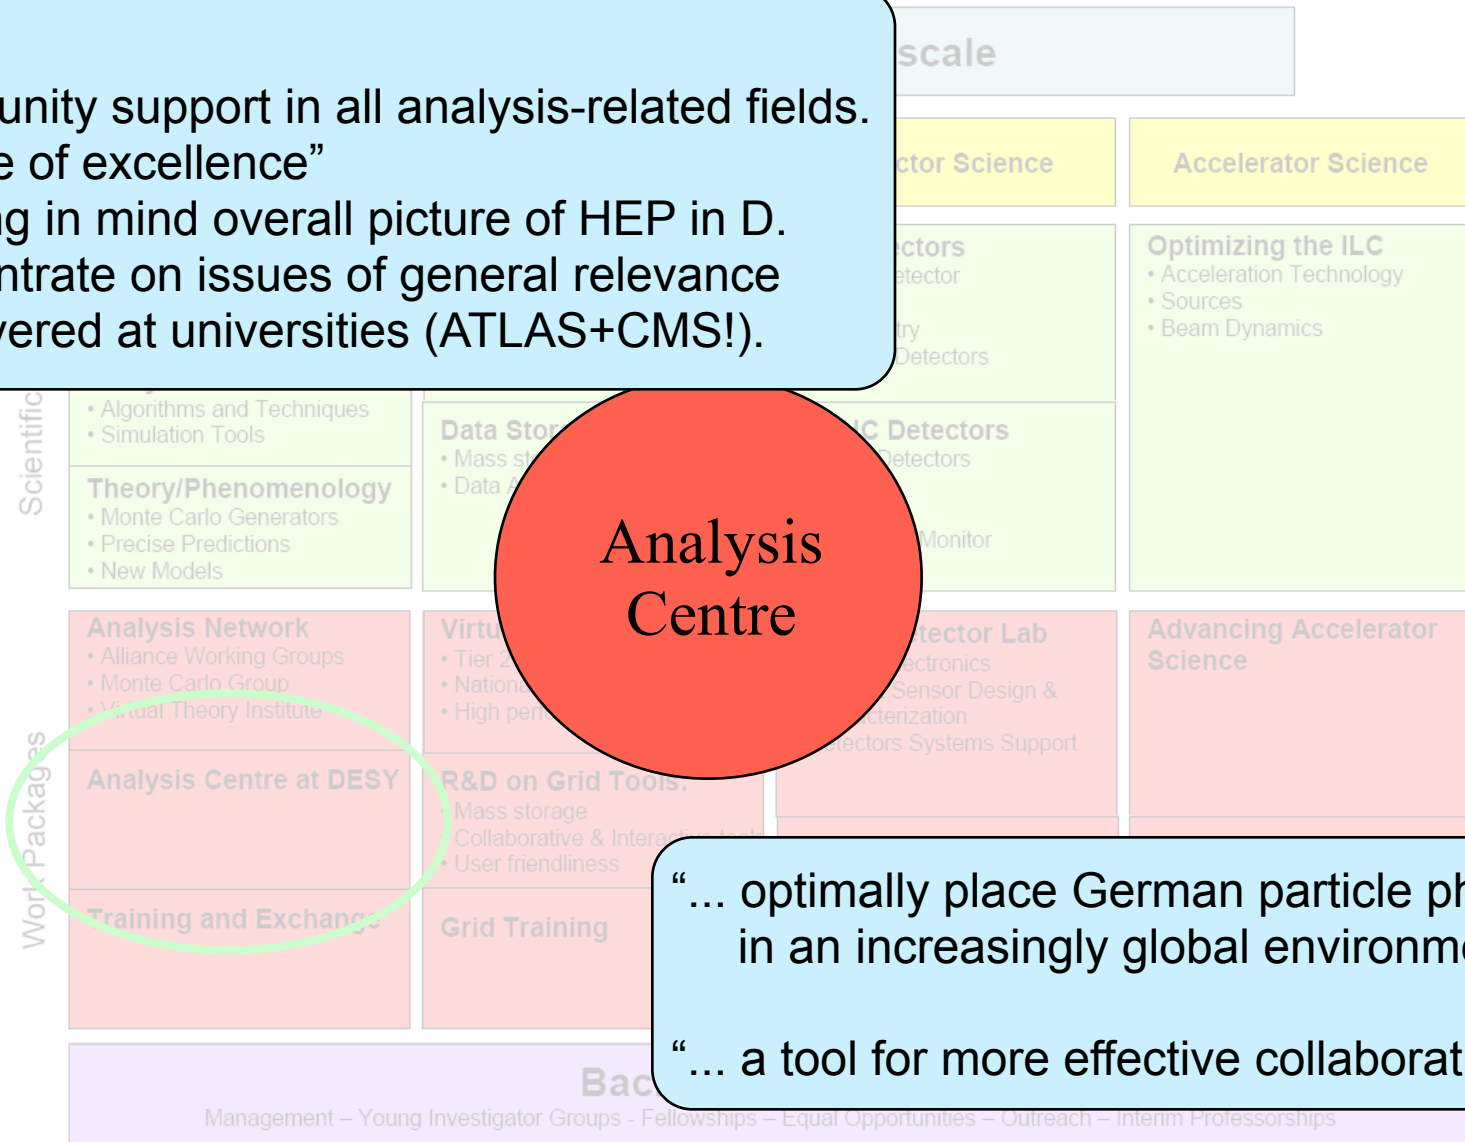 scale
unity support in all analysis-related fields.
e of excellence”
ng in mind overall picture of HEP in D.
ntrate on issues of general relevance
vered at universities (ATLAS+CMS!).
ctor Science
Accelerator Science
ectors
etector
try
Detectors
Optimizing the ILC
• Acceleration Technology
• Sources
• Beam Dynamics
Scientific
• Algorithms and Techniques
• Simulation Tools
Theory/Phenomenology
• Monte Carlo Generators
• Precise Predictions
• New Models
Data Stor
• Mass st
• Data A
C Detectors
Detectors
Monitor
Analysis
Centre
Work Packages
Analysis Network
• Alliance Working Groups
• Monte Carlo Group
• Virtual Theory Institute
Analysis Centre at DESY
Training and Exchange
Virtu
• Tier 2
• Nationa
• High perf
R&D on Grid Tools:
• Mass storage
• Collaborative & Interactive tools
• User friendliness
Grid Training
etector Lab
ectronics
Sensor Design &
cterization
etectors Systems Support
Advancing Accelerator
Science
“... optimally place German particle ph
in an increasingly global environme
“... a tool for more effective collaborat
Bac
Management – Young Investigator Groups - Fellowships – Equal Opportunities – Outreach – Interim Professorships